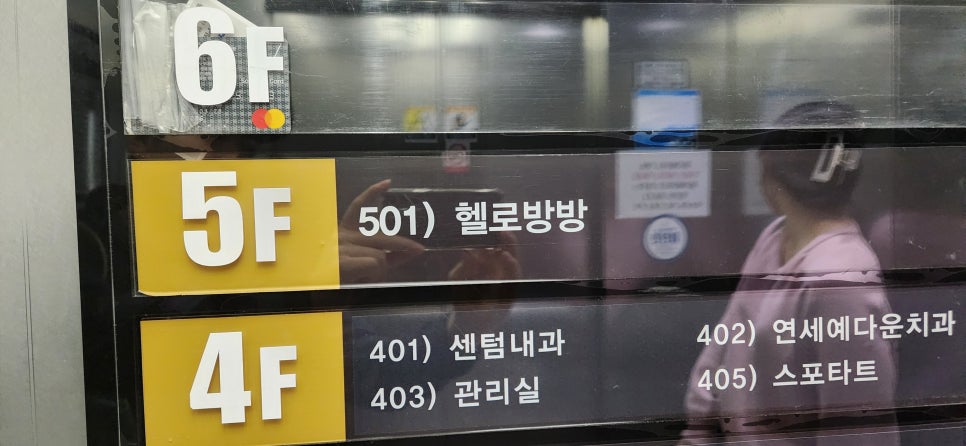 6F
5F
501) 헬로방방
4F
401) 센텀내과
402) 연세예다운치과
403) 관리실
405) 스포타트